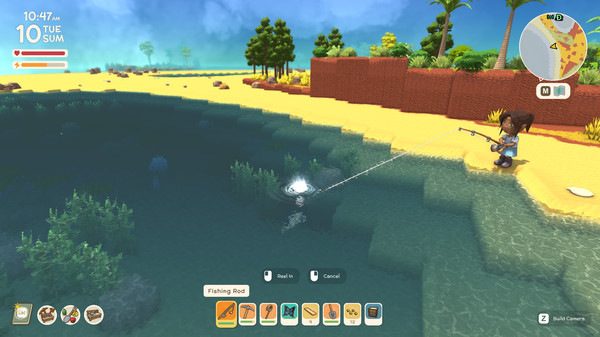 10:47AM
10 TUE
SUM
M
Reel In
Cancel
Fishing Rod
Z
Build Camera